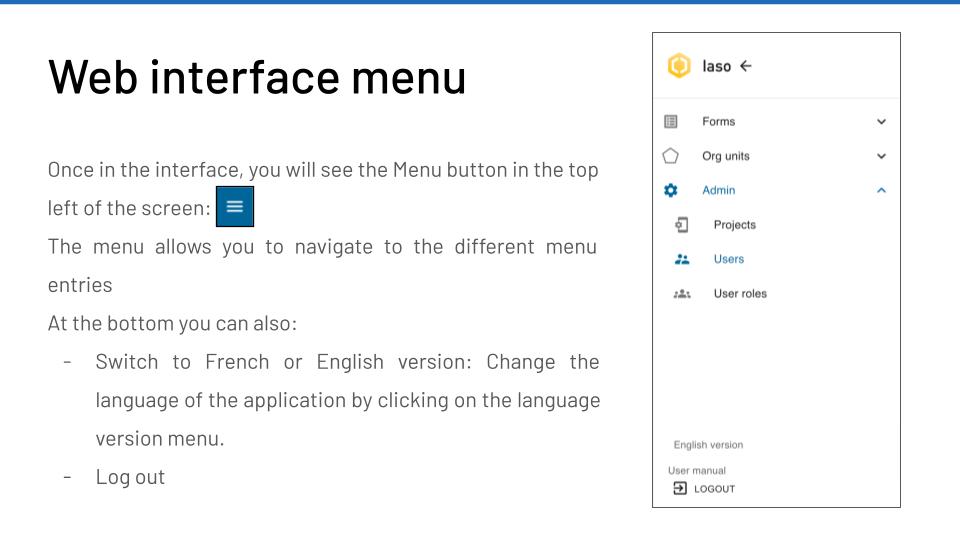 Web interface menu
Once in the interface, you will see the Menu button in the top
left of the screen:
The menu allows you to navigate to the different menu
entries
At the bottom you can also:
- Switch to French or English version: Change the
language of the application by clicking on the language
version menu.
- Log out
Iaso
Forms
Org units
Admin
Projects
Users
User roles
English version
User manual
LOGOUT